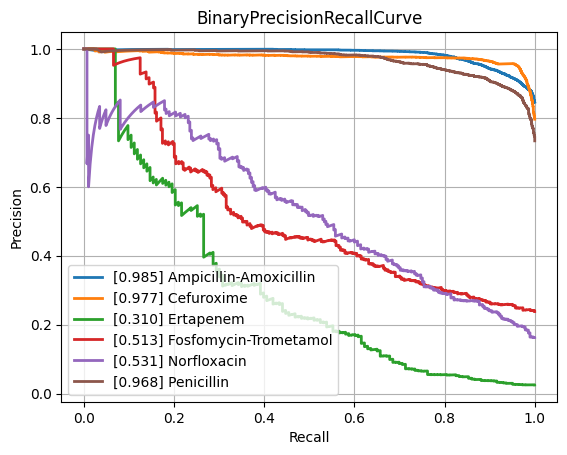 BinaryPrecisionRecallCurve
Precision
1.0
0.8
0.6
0.4
0.2
0.0
[0.985] Ampicillin-Amoxicillin
[0.977] Cefuroxime
[0.310] Ertapenem
[0.513] Fosfomycin-Trometamol
[0.531] Norfloxacin
[0.968] Penicillin
0.0 0.2 0.4 0.6 0.8 1.0
Recall